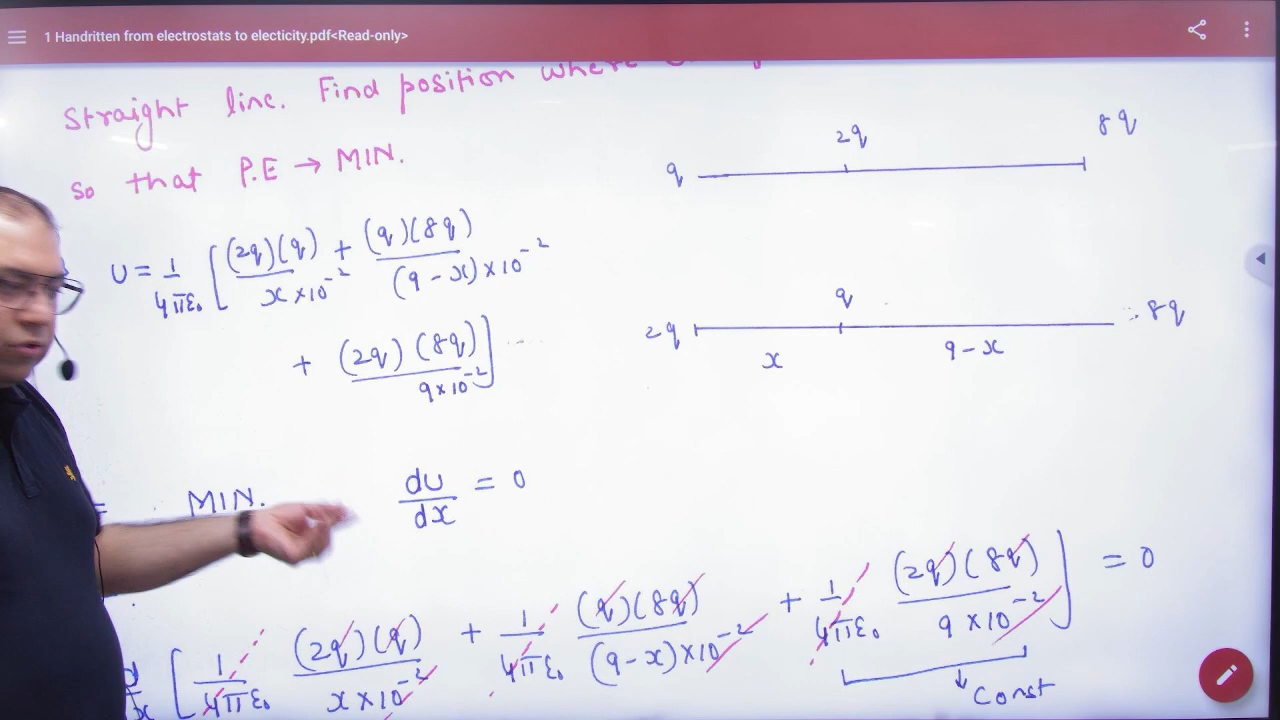 1 Handritten from electrostats to electicity.pdf<Read-only>
Straight line. Find position where
So that P.E → MIN.
q 2q 8q
U = 1/4πε₀ [(2q)(q)/x×10⁻² + (q)(8q)/(9-x)×10⁻²
+ (2q)(8q)/9×10⁻²]
2q q 8q
x 9-x
= MIN. du/dx = 0
d/dx [1/4πε₀ (2q)(q)/x×10⁻² + 1/4πε₀ (q)(8q)/(9-x)×10⁻² + 1/4πε₀ (2q)(8q)/9×10⁻²] = 0
Const